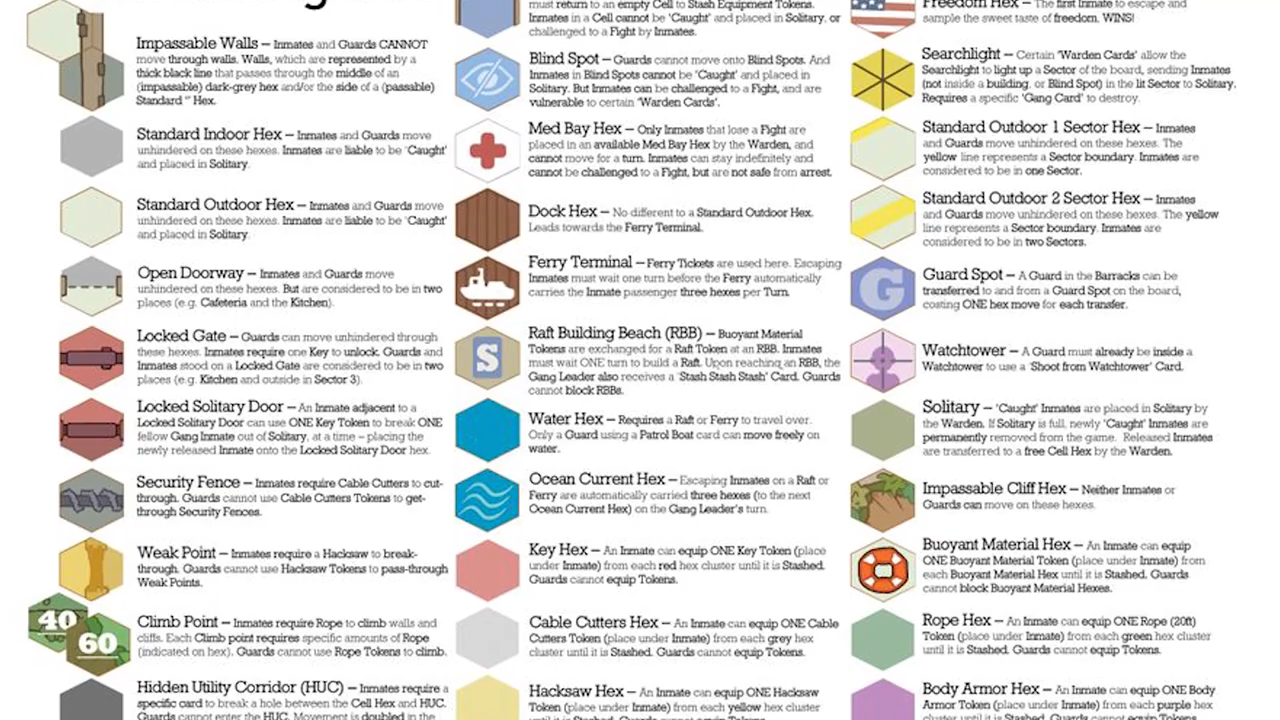 Impassable Walls – Inmates and Guards CANNOT
move through walls. Walls, which are represented by a
thick black line that passes through the middle of an
(impassable) dark-grey hex and/or the side of a (passable)
Standard '' Hex.
Standard Indoor Hex – Inmates and Guards move
unhindered on these hexes. Inmates are liable to be 'Caught'
and placed in Solitary.
Standard Outdoor Hex – Inmates and Guards move
unhindered on these hexes. Inmates are liable to be 'Caught'
and placed in Solitary.
Open Doorway – Inmates and Guards move
unhindered on these hexes. But are considered to be in two
places (e.g. Cafeteria and the Kitchen).
Locked Gate – Guards can move unhindered through
these hexes. Inmates require one Key to unlock. Guards and
Inmates stood on a Locked Gate are considered to be in two
places (e.g. Kitchen and outside in Sector 3).
Locked Solitary Door – An Inmate adjacent to a
Locked Solitary Door can use ONE Key Token to break ONE
fellow Gang Inmate out of Solitary, at a time – placing the
newly released Inmate onto the Locked Solitary Door hex.
Security Fence – Inmates require Cable Cutters to cut-
through. Guards cannot use Cable Cutters Tokens to get-
through Security Fences.
Weak Point – Inmates require a Hacksaw to break-
through. Guards cannot use Hacksaw Tokens to pass-through
Weak Points.
40
60
Climb Point – Inmates require Rope to climb walls and
cliffs. Each Climb point requires specific amounts of Rope
(indicated on hex). Guards cannot use Rope Tokens to climb.
Hidden Utility Corridor (HUC) – Inmates require a
specific card to break a hole between the Cell Hex and HUC.
Guards cannot enter the HUC. Movement is doubled in the
must return to an empty Cell to Stash Equipment Tokens.
Inmates in a Cell cannot be 'Caught' and placed in Solitary, or
challenged to a Fight by Inmates.
Blind Spot – Guards cannot move onto Blind Spots. And
Inmates in Blind Spots cannot be 'Caught' and placed in
Solitary. But Inmates can be challenged to a Fight, and are
vulnerable to certain 'Warden Cards'.
Med Bay Hex – Only Inmates that lose a Fight are
placed in an available Med Bay Hex by the Warden, and
cannot move for a turn. Inmates can stay indefinitely and
cannot be challenged to a Fight, but are not safe from arrest.
Dock Hex – No different to a Standard Outdoor Hex.
Leads towards the Ferry Terminal.
Ferry Terminal – Ferry Tickets are used here. Escaping
Inmates must wait one turn before the Ferry automatically
carries the Inmate passenger three hexes per Turn.
S
Raft Building Beach (RBB) – Buoyant Material
Tokens are exchanged for a Raft Token at an RBB. Inmates
must wait ONE turn to build a Raft. Upon reaching an RBB, the
Gang Leader also receives a 'Stash Stash Stash' Card. Guards
cannot block RBBs.
Water Hex – Requires a Raft or Ferry to travel over.
Only a Guard using a Patrol Boat card can move freely on
water.
Ocean Current Hex – Escaping Inmates on a Raft or
Ferry are automatically carried three hexes (to the next
Ocean Current Hex) on the Gang Leader's turn.
Key Hex – An Inmate can equip ONE Key Token (place
under Inmate) from each red hex cluster until it is Stashed.
Guards cannot equip Tokens.
Cable Cutters Hex – An Inmate can equip ONE Cable
Cutters Token (place under Inmate) from each grey hex
cluster until it is Stashed. Guards cannot equip Tokens.
Hacksaw Hex – An Inmate can equip ONE Hacksaw
Token (place under Inmate) from each yellow hex cluster
until it is Stashed. Guards cannot equip Tokens.
Freedom Hex – The first Inmate to escape and
sample the sweet taste of freedom. WINS!
Searchlight – Certain 'Warden Cards' allow the
Searchlight to light up a Sector of the board, sending Inmates
(not inside a building, or Blind Spot) in the lit Sector to Solitary.
Requires a specific 'Gang Card' to destroy.
Standard Outdoor 1 Sector Hex – Inmates
and Guards move unhindered on these hexes. The
yellow line represents a Sector boundary. Inmates are
considered to be in one Sector.
Standard Outdoor 2 Sector Hex – Inmates
and Guards move unhindered on these hexes. The yellow
line represents a Sector boundary. Inmates are
considered to be in two Sectors.
G
Guard Spot – A Guard in the Barracks can be
transferred to and from a Guard Spot on the board,
costing ONE hex move for each transfer.
Watchtower – A Guard must already be inside a
Watchtower to use a 'Shoot from Watchtower' Card.
Solitary – 'Caught' Inmates are placed in Solitary by
the Warden. If Solitary is full, newly 'Caught' Inmates are
permanently removed from the game. Released Inmates
are transferred to a free Cell Hex by the Warden.
Impassable Cliff Hex – Neither Inmates or
Guards can move on these hexes.
Buoyant Material Hex – An Inmate can equip
ONE Buoyant Material Token (place under Inmate) from
each Buoyant Material Hex until it is Stashed. Guards
cannot block Buoyant Material Hexes.
Rope Hex – An Inmate can equip ONE Rope (20ft)
Token (place under Inmate) from each green hex cluster
until it is Stashed. Guards cannot equip Tokens.
Body Armor Hex – An Inmate can equip ONE Body
Armor Token (place under Inmate) from each purple hex
cluster until it is Stashed. Guards cannot equip Tokens.